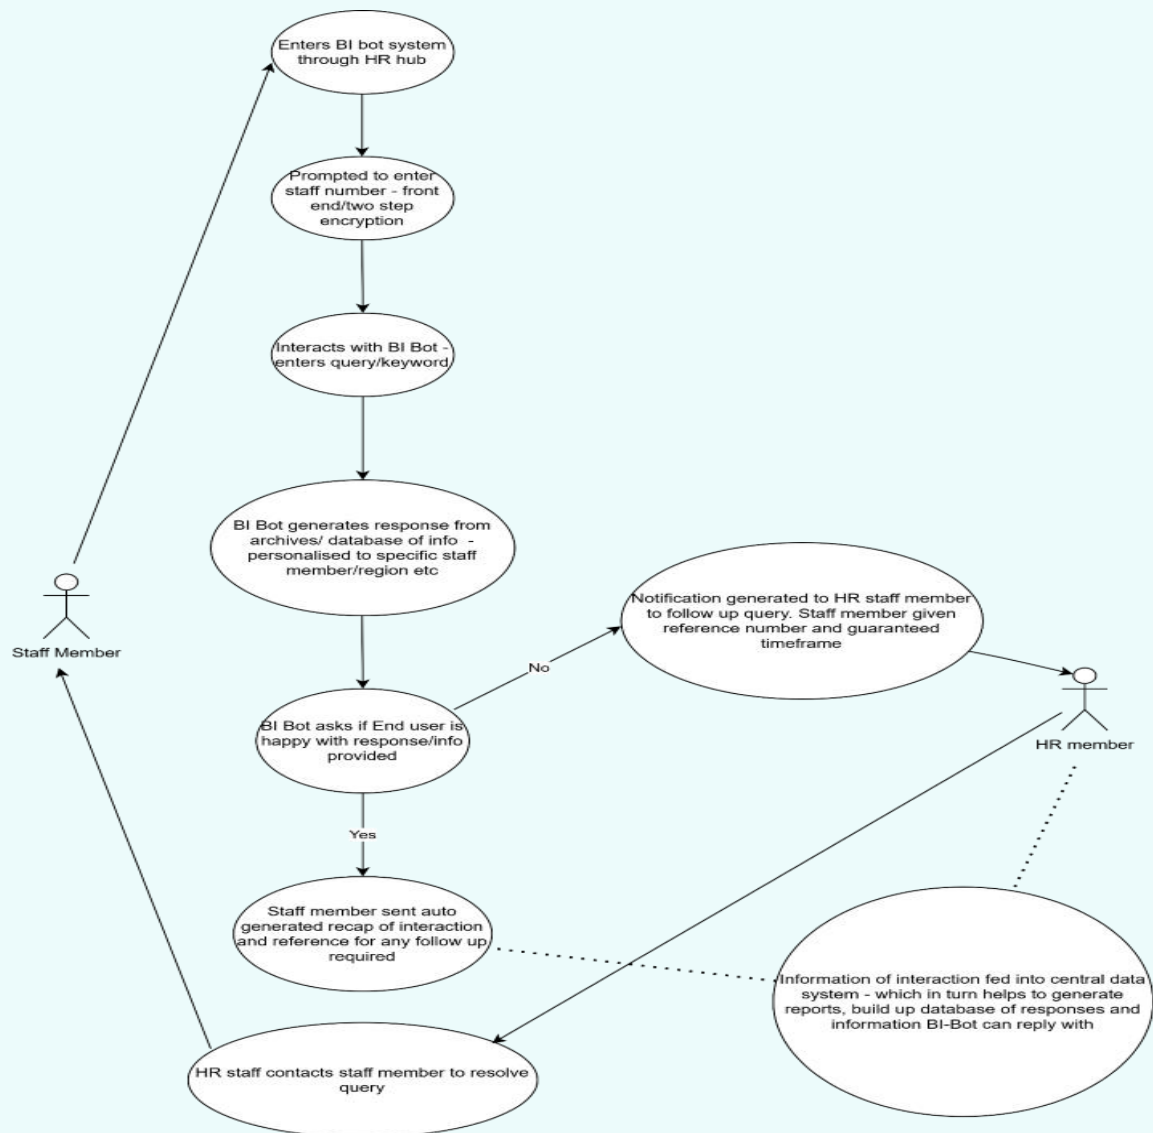 Enters BI bot system
through HR hub
Prompted to enter
staff number - front
end/two step
encryption
Interacts with BI Bot -
enters query/keyword
BI Bot generates response from
archives/ database of info -
personalised to specific staff
member/region etc
Notification generated to HR staff member
to follow up query. Staff member given
reference number and guaranteed
timeframe
Staff Member
No
BI Bot asks if End user is
happy with response/info
provided
HR member
Yes
Staff member sent auto
generated recap of interaction
and reference for any follow up
required
Information of interaction fed into central data
system - which in turn helps to generate
reports, build up database of responses and
information BI-Bot can reply with
HR staff contacts staff member to resolve
query